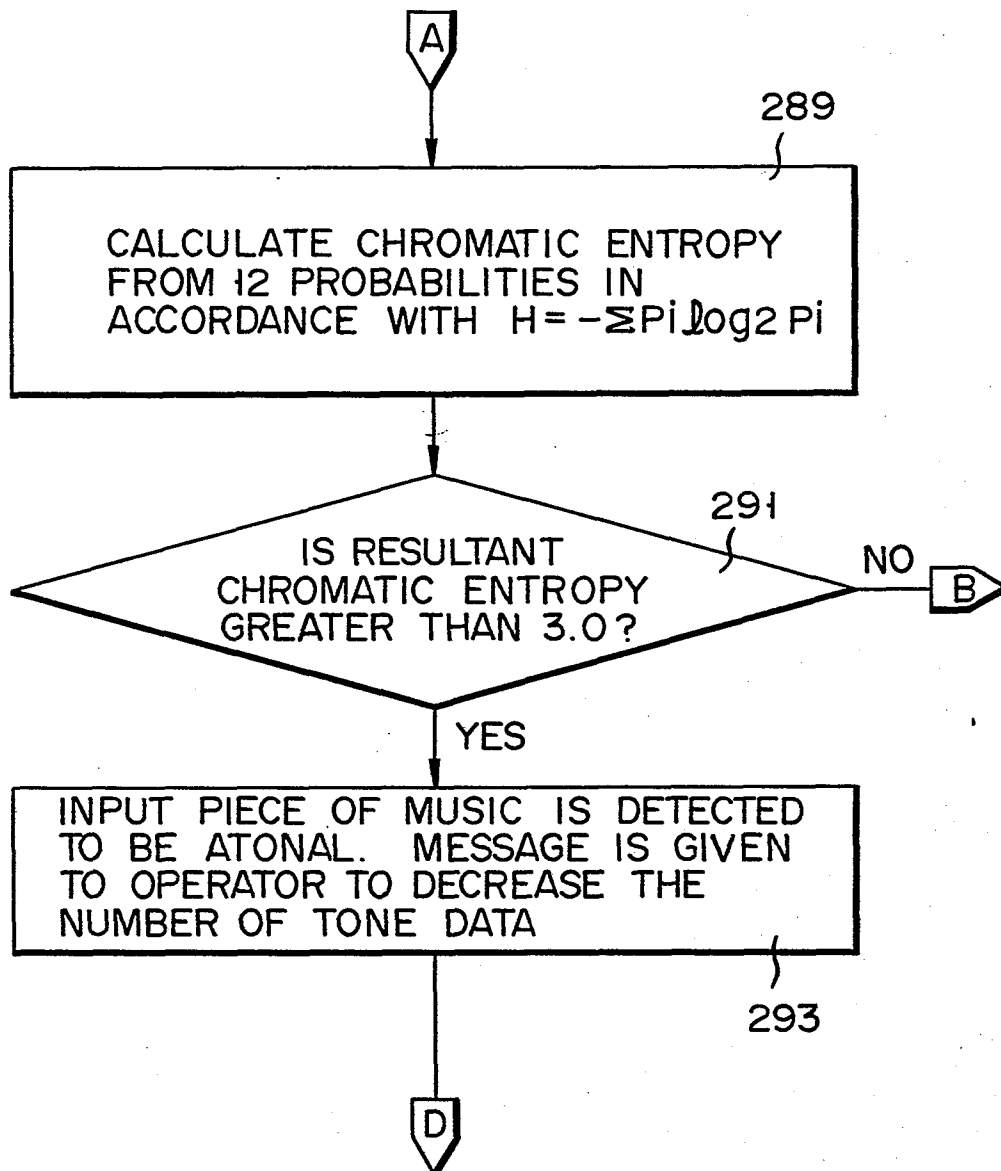 A
289
CALCULATE CHROMATIC ENTROPY
FROM 12 PROBABILITIES IN
ACCORDANCE WITH H=-ΣPi log2 Pi
291
IS RESULTANT
CHROMATIC ENTROPY
GREATER THAN 3.0?
NO
B
YES
INPUT PIECE OF MUSIC IS DETECTED
TO BE ATONAL. MESSAGE IS GIVEN
TO OPERATOR TO DECREASE THE
NUMBER OF TONE DATA
293
D